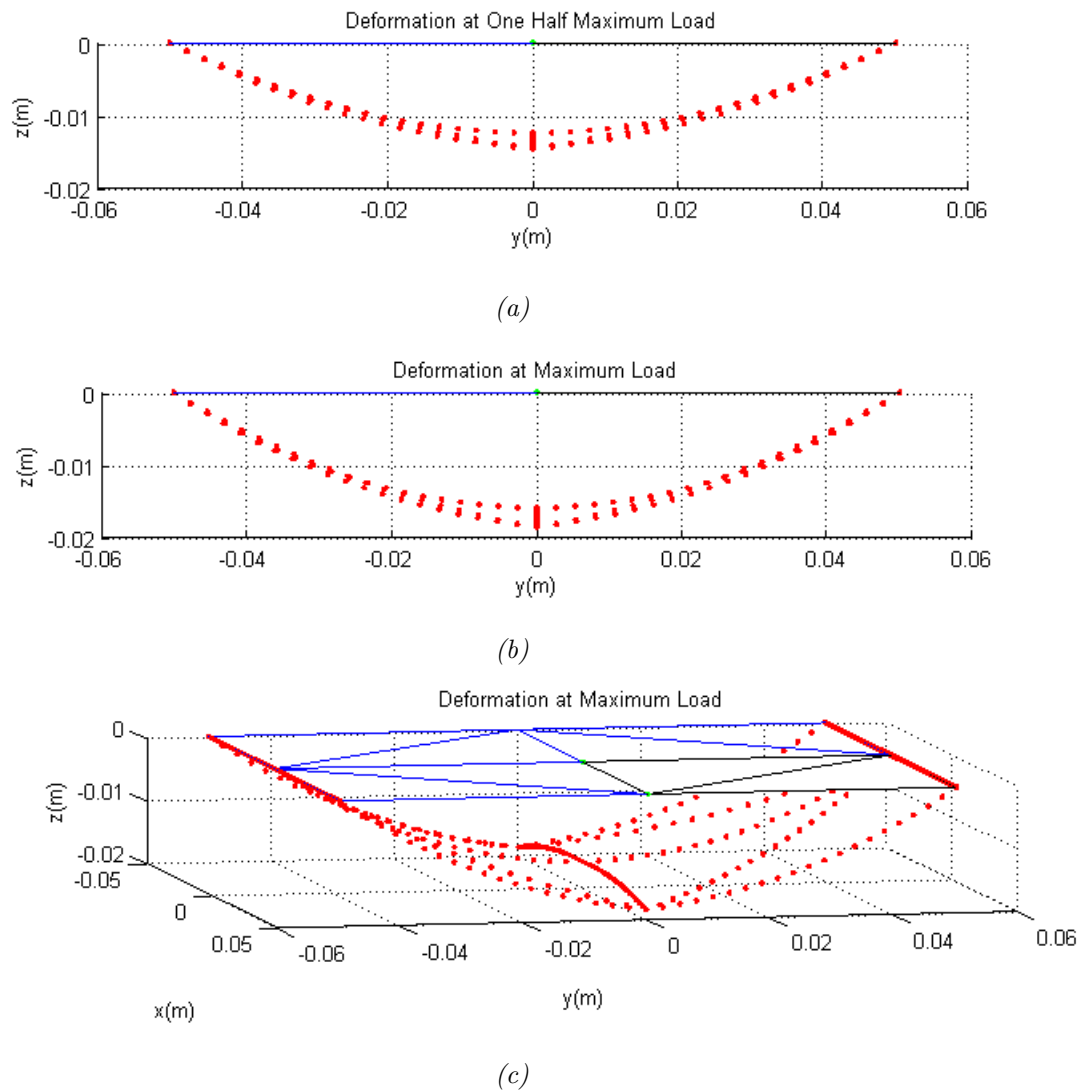 Deformation at One Half Maximum Load
0
-0.01
-0.02
z(m)
-0.06 -0.04 -0.02 0 0.02 0.04 0.06
y(m)
(a)
Deformation at Maximum Load
0
-0.01
-0.02
z(m)
-0.06 -0.04 -0.02 0 0.02 0.04 0.06
y(m)
(b)
Deformation at Maximum Load
0
-0.01
-0.02
z(m)
-0.05
0
0.05
x(m)
-0.06 -0.04 -0.02 0 0.02 0.04 0.06
y(m)
(c)